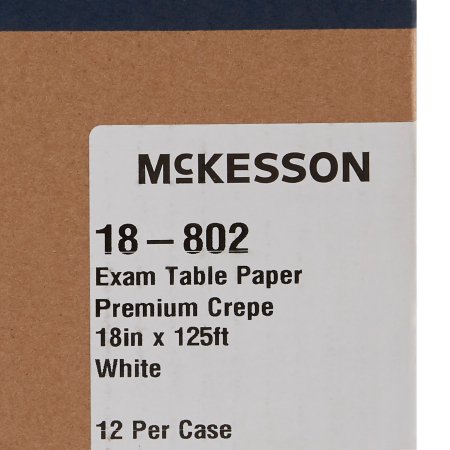 McKESSON
18 – 802
Exam Table Paper
Premium Crepe
18in x 125ft
White
12 Per Case